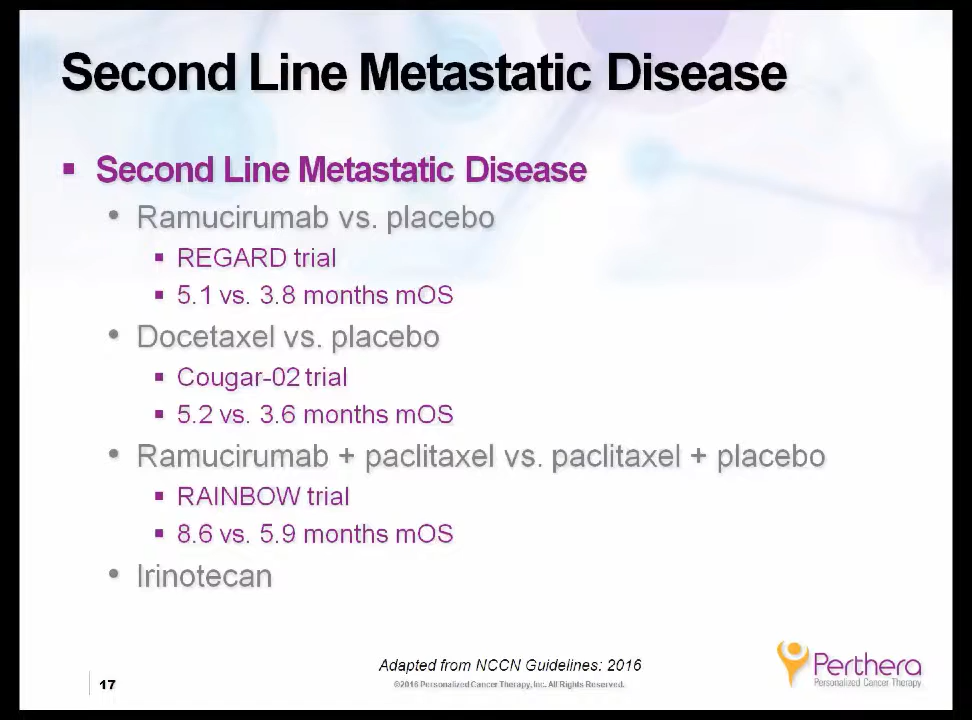 Second Line Metastatic Disease
▪ Second Line Metastatic Disease
• Ramucirumab vs. placebo
▪ REGARD trial
▪ 5.1 vs. 3.8 months mOS
• Docetaxel vs. placebo
▪ Cougar-02 trial
▪ 5.2 vs. 3.6 months mOS
• Ramucirumab + paclitaxel vs. paclitaxel + placebo
▪ RAINBOW trial
▪ 8.6 vs. 5.9 months mOS
• Irinotecan
Adapted from NCCN Guidelines: 2016
17
©2016 Personalized Cancer Therapy, Inc. All Rights Reserved.
Perthera
Personalized Cancer Therapy